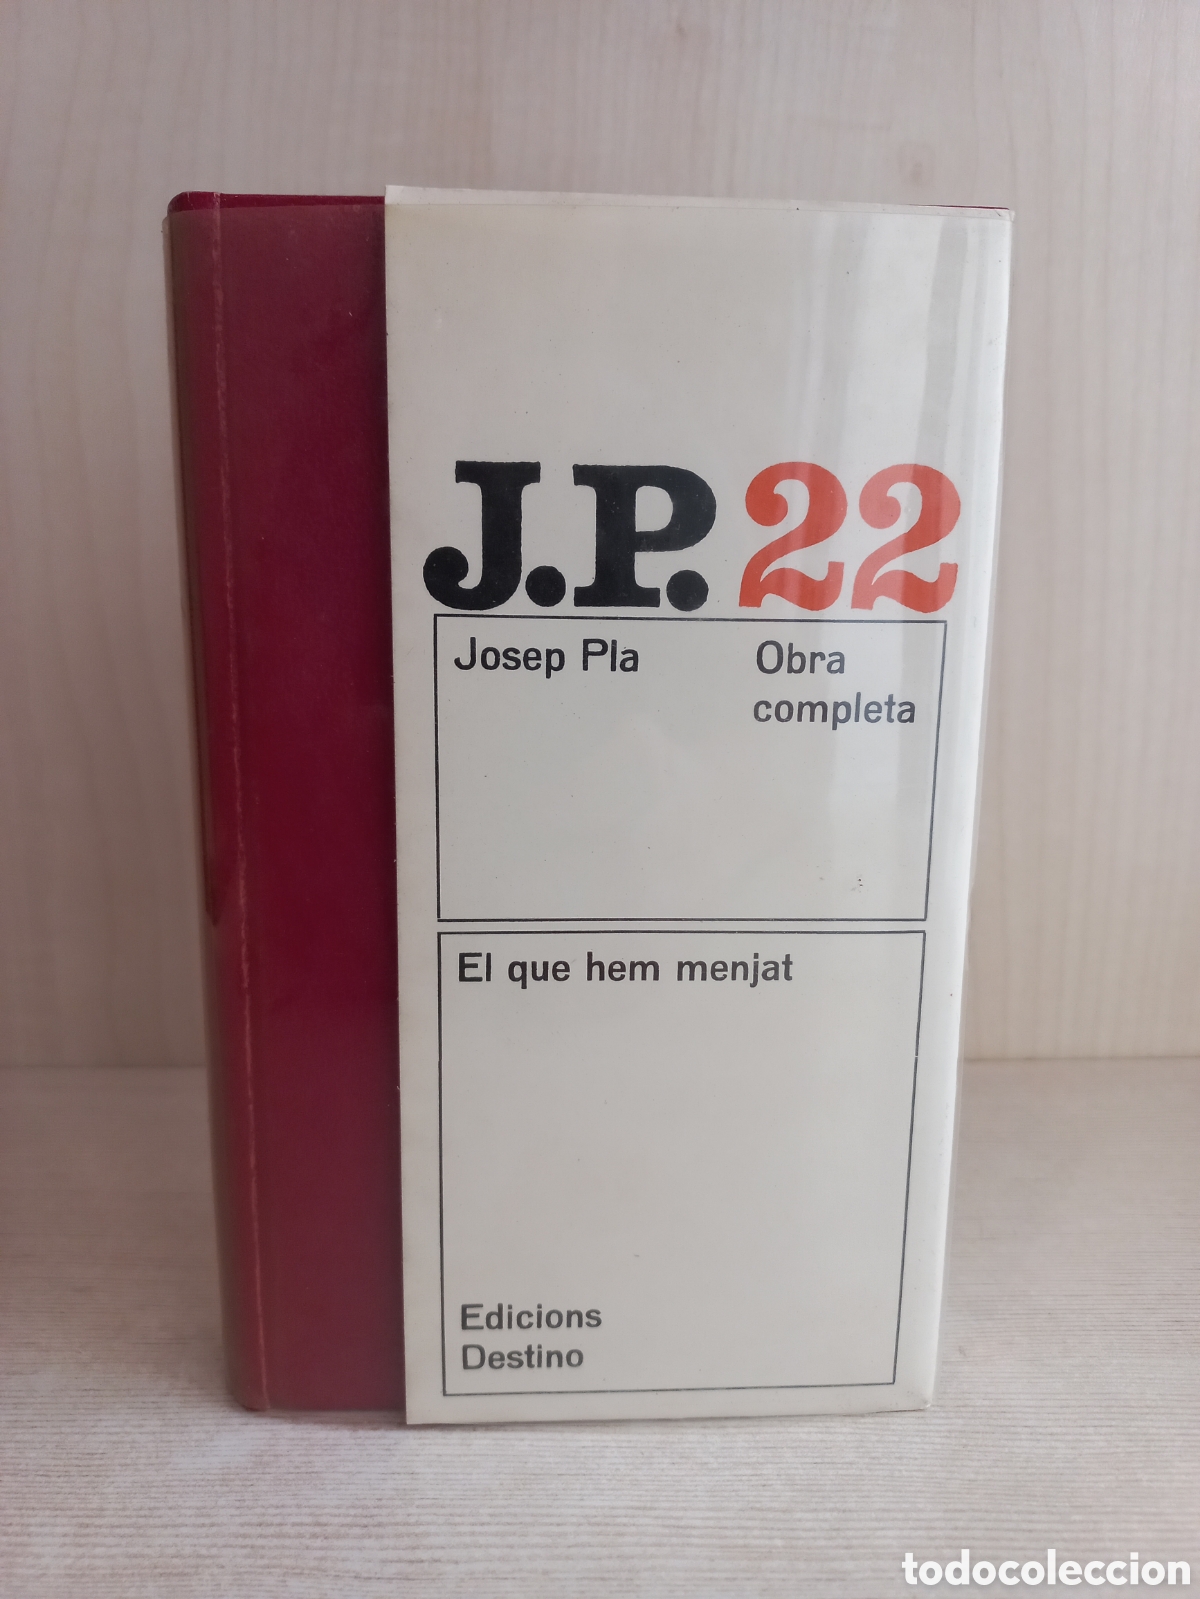 J.P. 22
Josep Pla
Obra
completa
El que hem menjat
Edicions
Destino
todocoleccion